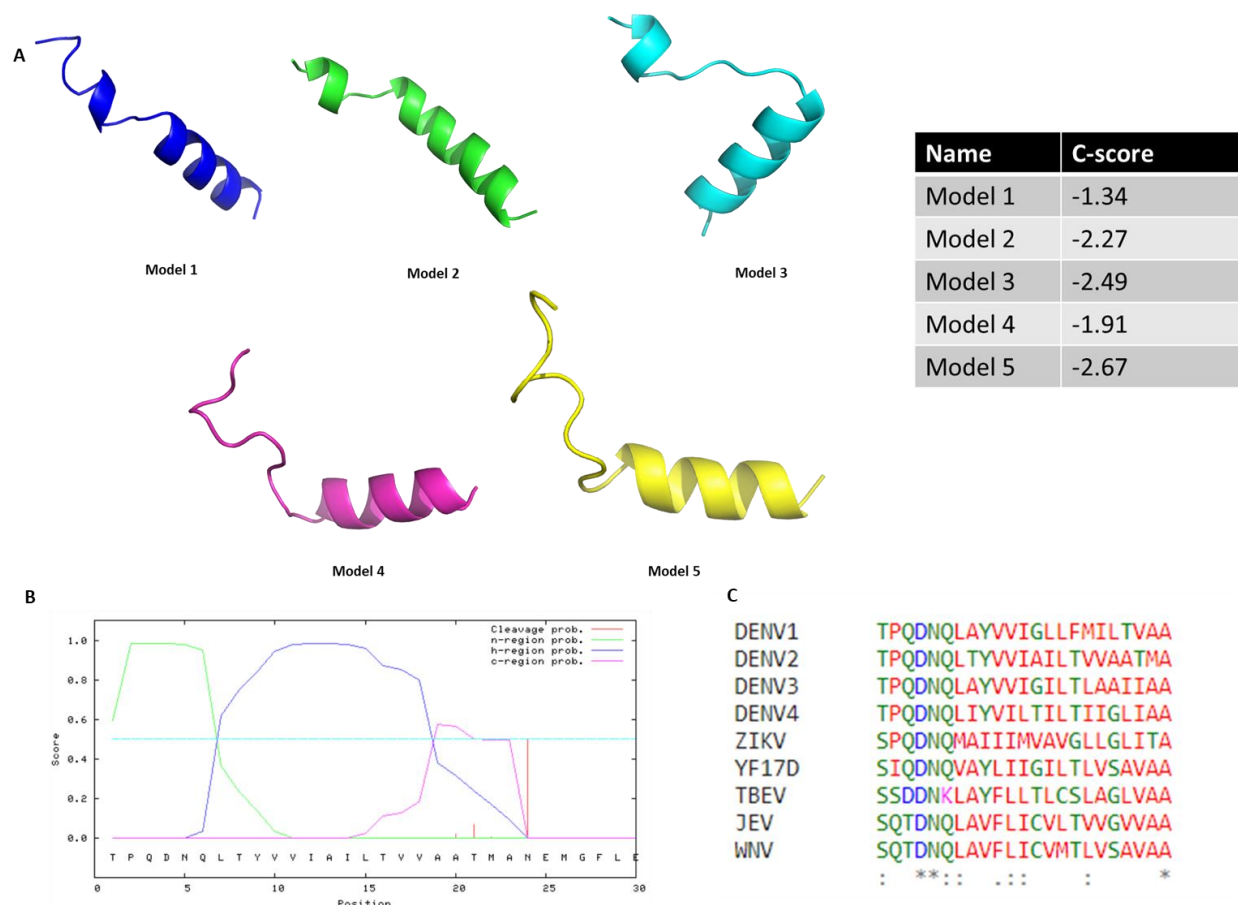 A
Model 1
Model 2
Model 3
Name C-score
Model 1 -1.34
Model 2 -2.27
Model 3 -2.49
Model 4 -1.91
Model 5 -2.67
Model 4
Model 5
B
Cleavage prob.
n-region prob.
h-region prob.
c-region prob.
1.0
0.8
0.6
0.4
0.2
0.0
Score
T P Q D N Q L T Y V V I A I L T V V A A T M A N E M G F L E
0 5 10 15 20 25 30
Position
C
DENV1 TPQDNQLAYVVIGLLFMILTVAA
DENV2 TPQDNQLTYVVIAILTVVAATMA
DENV3 TPQDNQLAYVVIGILTLAAIIAA
DENV4 TPQDNQLIYVILTILTIIGLIAA
ZIKV SPQDNQMAIIIMVAVGLLGLITA
YF17D SIQDNQVAYLIIGILTLVSAVAA
TBEV SSDDNKLAYFLLTLCSLAGLVAA
JEV SQTDNQLAVFLICVLTVVGVVAA
WNV SQTDNQLAVFLICVMTLVSAVAA
: **:: .:: : *